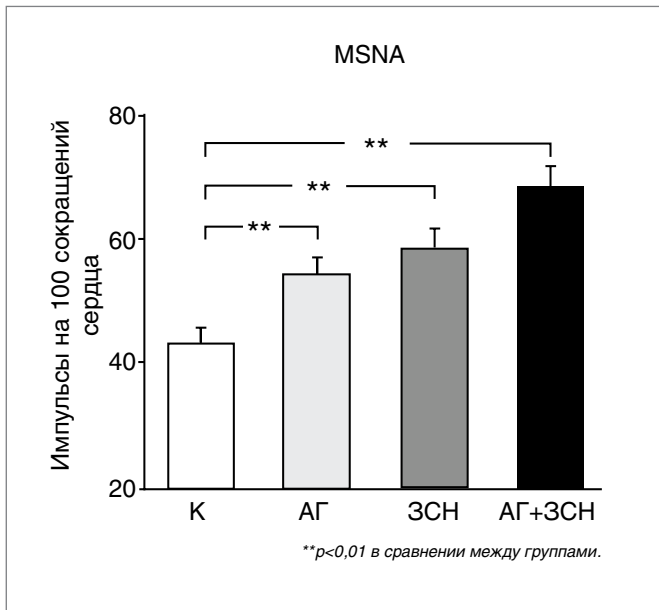 MSNA
Импульсы на 100 сокращений
сердца
80
60
40
20
**
**
**
К
АГ
ЗСН
АГ+ЗСН
**p<0,01 в сравнении между группами.